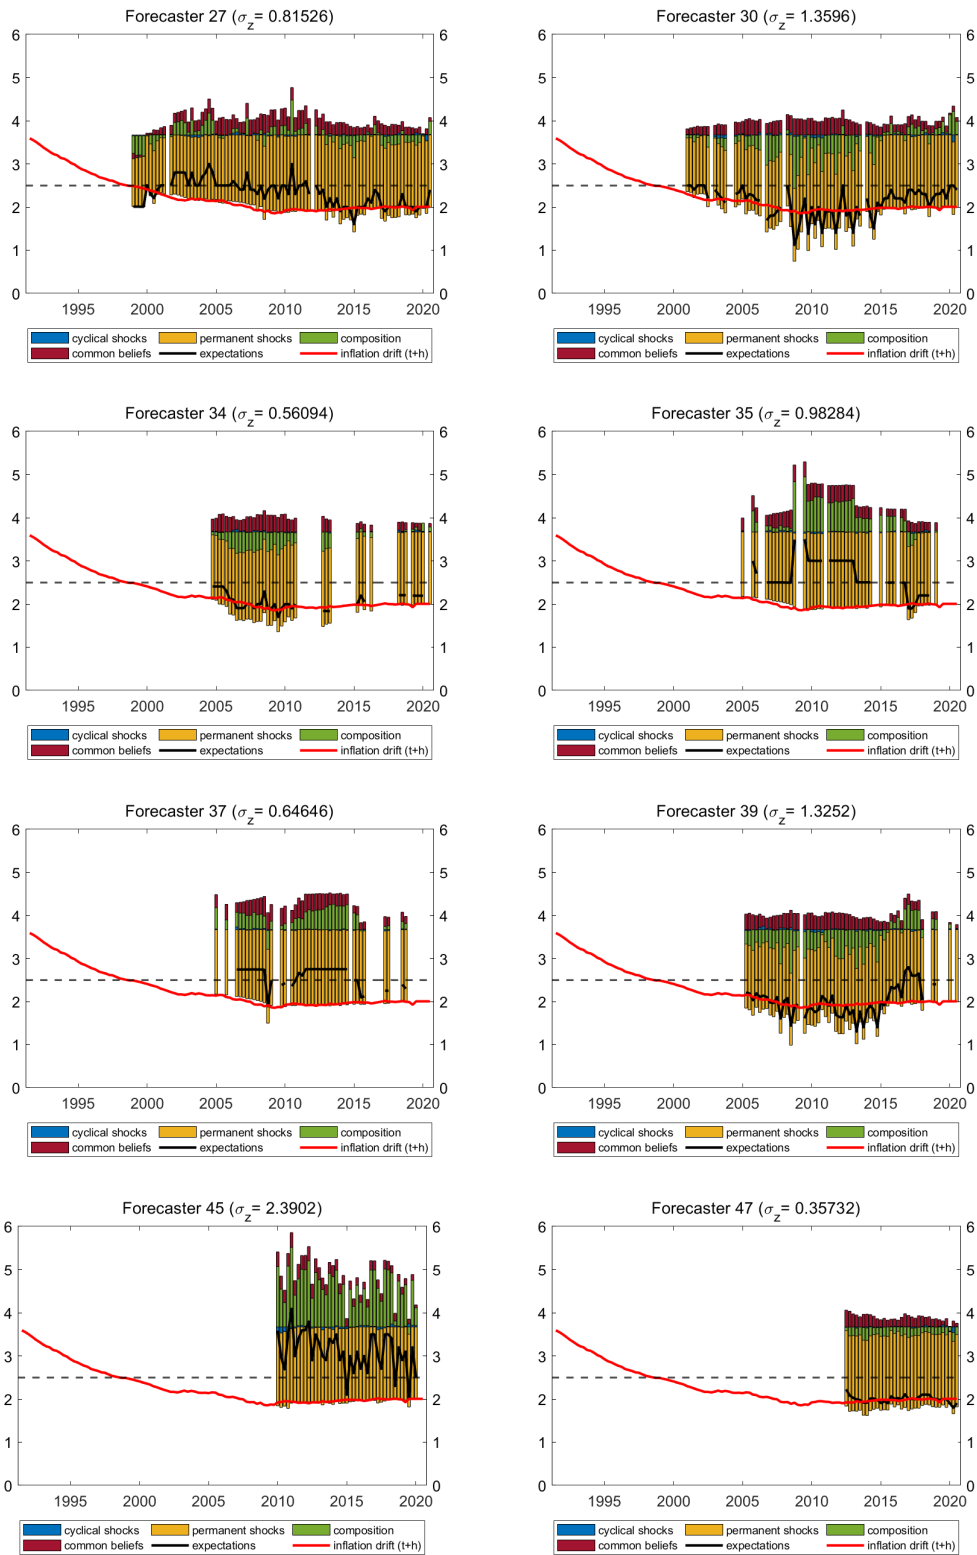 Forecaster 27 (σz= 0.81526)
6 6
5 5
4 4
3 3
2 2
1 1
0 0
1995 2000 2005 2010 2015 2020
cyclical shocks permanent shocks composition
common beliefs expectations inflation drift (t+h)
Forecaster 30 (σz= 1.3596)
6 6
5 5
4 4
3 3
2 2
1 1
0 0
1995 2000 2005 2010 2015 2020
cyclical shocks permanent shocks composition
common beliefs expectations inflation drift (t+h)
Forecaster 34 (σz= 0.56094)
6 6
5 5
4 4
3 3
2 2
1 1
0 0
1995 2000 2005 2010 2015 2020
cyclical shocks permanent shocks composition
common beliefs expectations inflation drift (t+h)
Forecaster 35 (σz= 0.98284)
6 6
5 5
4 4
3 3
2 2
1 1
0 0
1995 2000 2005 2010 2015 2020
cyclical shocks permanent shocks composition
common beliefs expectations inflation drift (t+h)
Forecaster 37 (σz= 0.64646)
6 6
5 5
4 4
3 3
2 2
1 1
0 0
1995 2000 2005 2010 2015 2020
cyclical shocks permanent shocks composition
common beliefs expectations inflation drift (t+h)
Forecaster 39 (σz= 1.3252)
6 6
5 5
4 4
3 3
2 2
1 1
0 0
1995 2000 2005 2010 2015 2020
cyclical shocks permanent shocks composition
common beliefs expectations inflation drift (t+h)
Forecaster 45 (σz= 2.3902)
6 6
5 5
4 4
3 3
2 2
1 1
0 0
1995 2000 2005 2010 2015 2020
cyclical shocks permanent shocks composition
common beliefs expectations inflation drift (t+h)
Forecaster 47 (σz= 0.35732)
6 6
5 5
4 4
3 3
2 2
1 1
0 0
1995 2000 2005 2010 2015 2020
cyclical shocks permanent shocks composition
common beliefs expectations inflation drift (t+h)